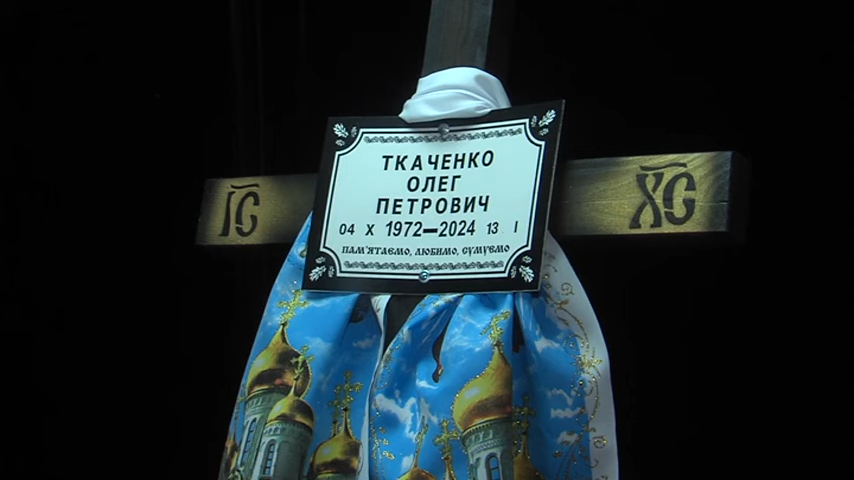 ІС ХС
ТКАЧЕНКО
ОЛЕГ
ПЕТРОВИЧ
04 X 1972—2024 13 I
ПАМ'ЯТАЄМО, ЛЮБИМО, СУМУЄМО